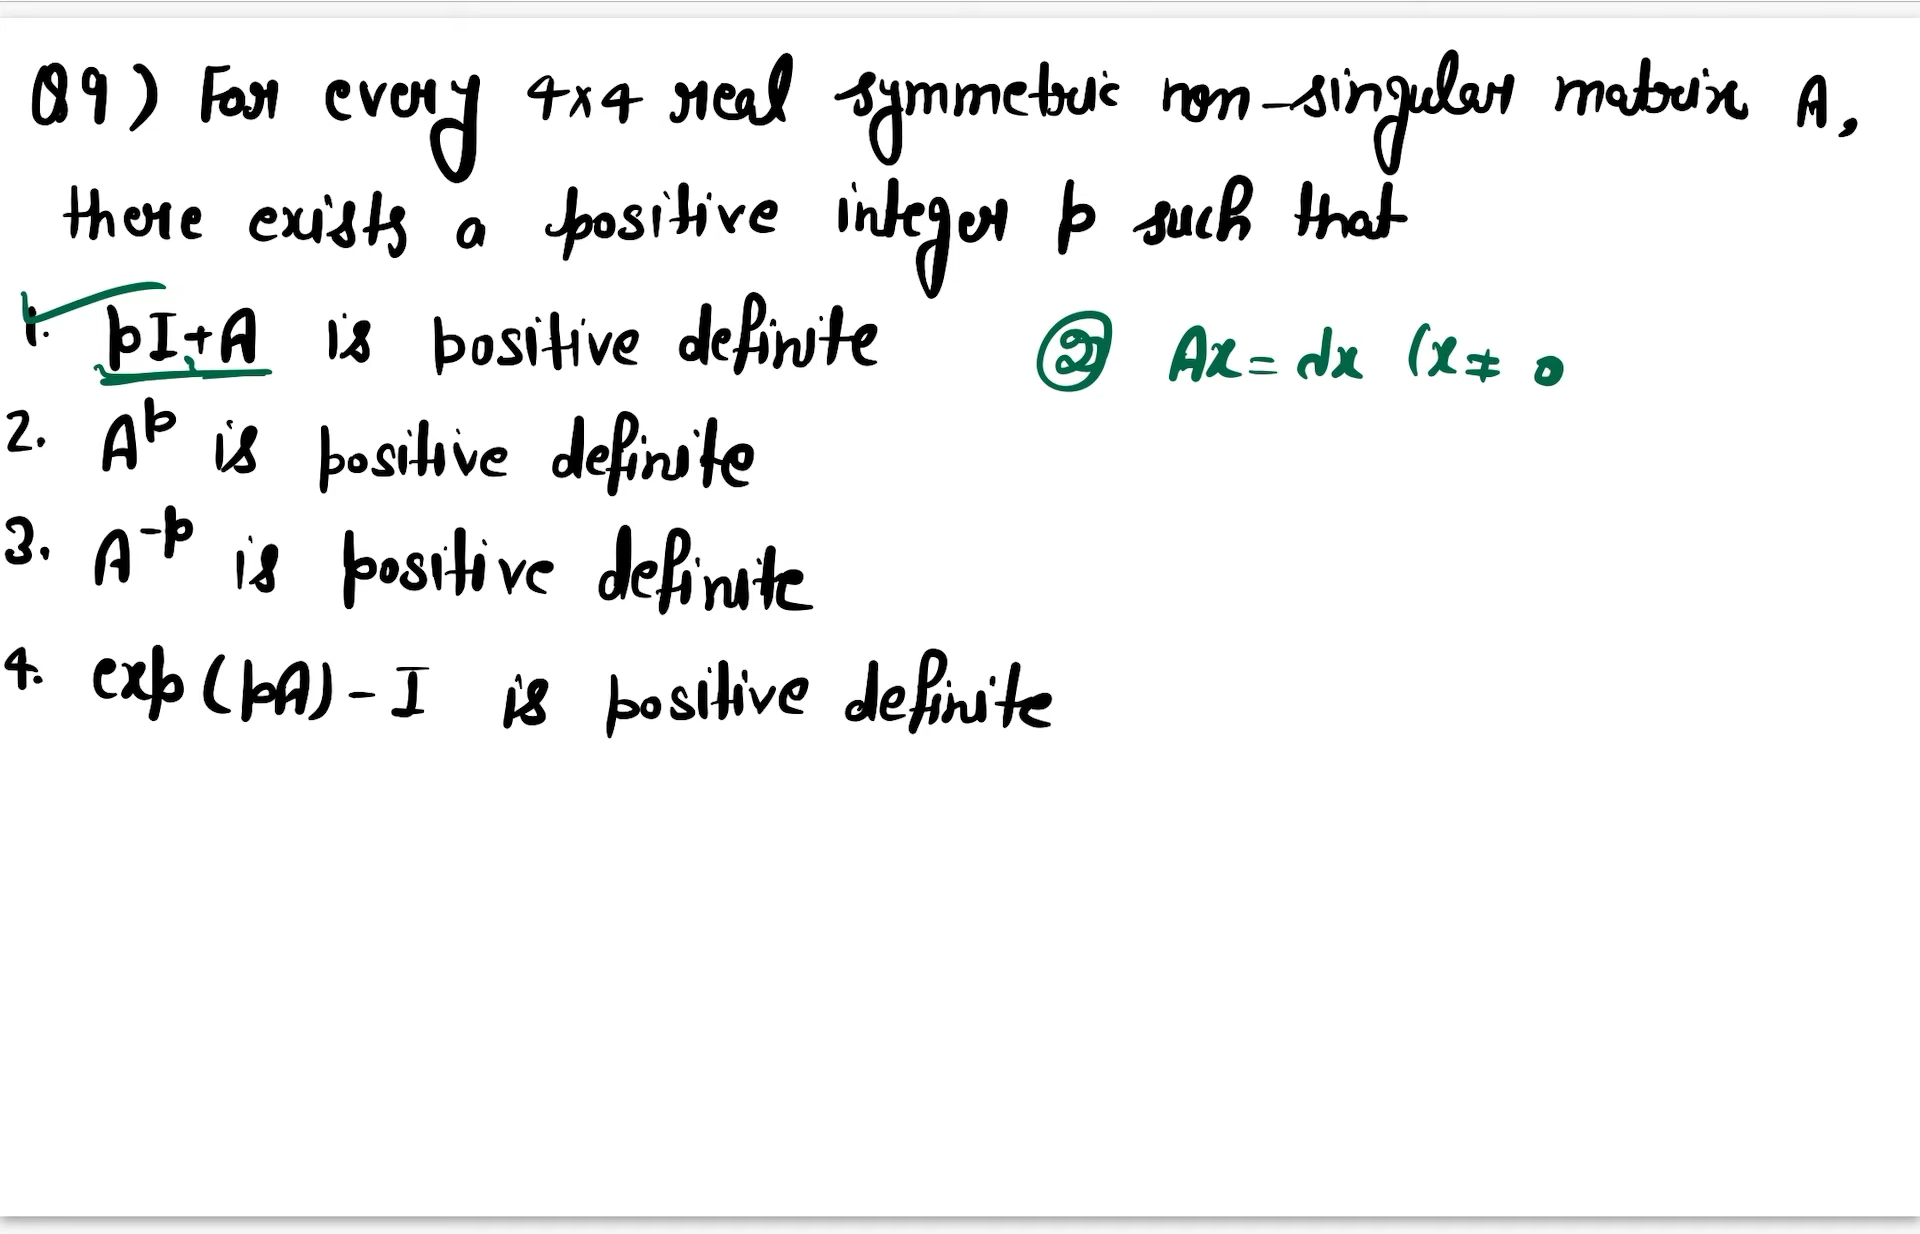 Q9) For every 4x4 real symmetric non-singular matrix A,
there exists a positive integer p such that
1. pI+A is positive definite
② Ax = dx (x ≠ 0
2. A^p is positive definite
3. A^-p is positive definite
4. exp (pA) - I is positive definite